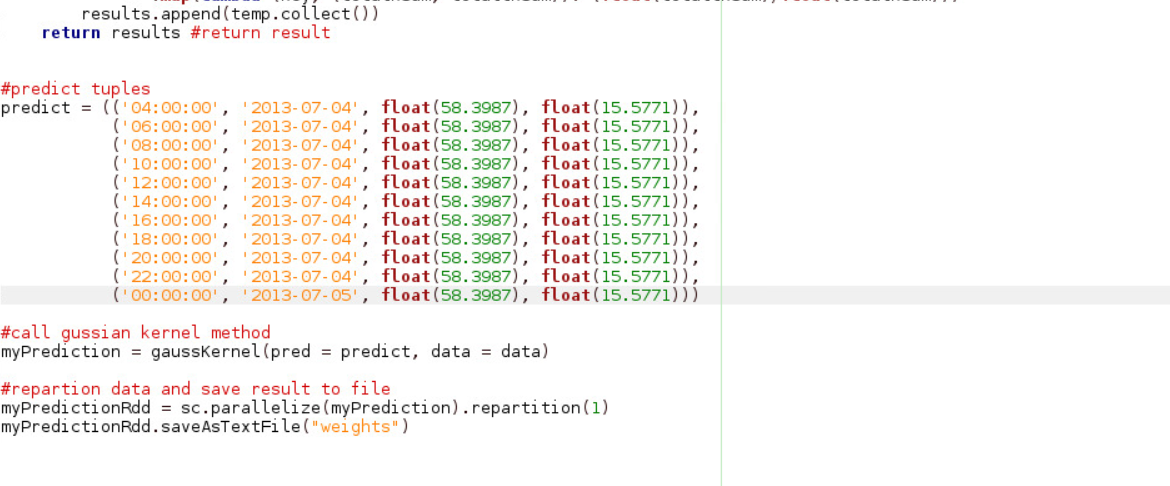 results.append(temp.collect())
return results #return result
#predict tuples
predict = (('04:00:00', '2013-07-04', float(58.3987), float(15.5771)),
('06:00:00', '2013-07-04', float(58.3987), float(15.5771)),
('08:00:00', '2013-07-04', float(58.3987), float(15.5771)),
('10:00:00', '2013-07-04', float(58.3987), float(15.5771)),
('12:00:00', '2013-07-04', float(58.3987), float(15.5771)),
('14:00:00', '2013-07-04', float(58.3987), float(15.5771)),
('16:00:00', '2013-07-04', float(58.3987), float(15.5771)),
('18:00:00', '2013-07-04', float(58.3987), float(15.5771)),
('20:00:00', '2013-07-04', float(58.3987), float(15.5771)),
('22:00:00', '2013-07-04', float(58.3987), float(15.5771)),
('00:00:00', '2013-07-05', float(58.3987), float(15.5771)))
#call gussian kernel method
myPrediction = gaussKernel(pred = predict, data = data)
#repartion data and save result to file
myPredictionRdd = sc.parallelize(myPrediction).repartition(1)
myPredictionRdd.saveAsTextFile("weights")